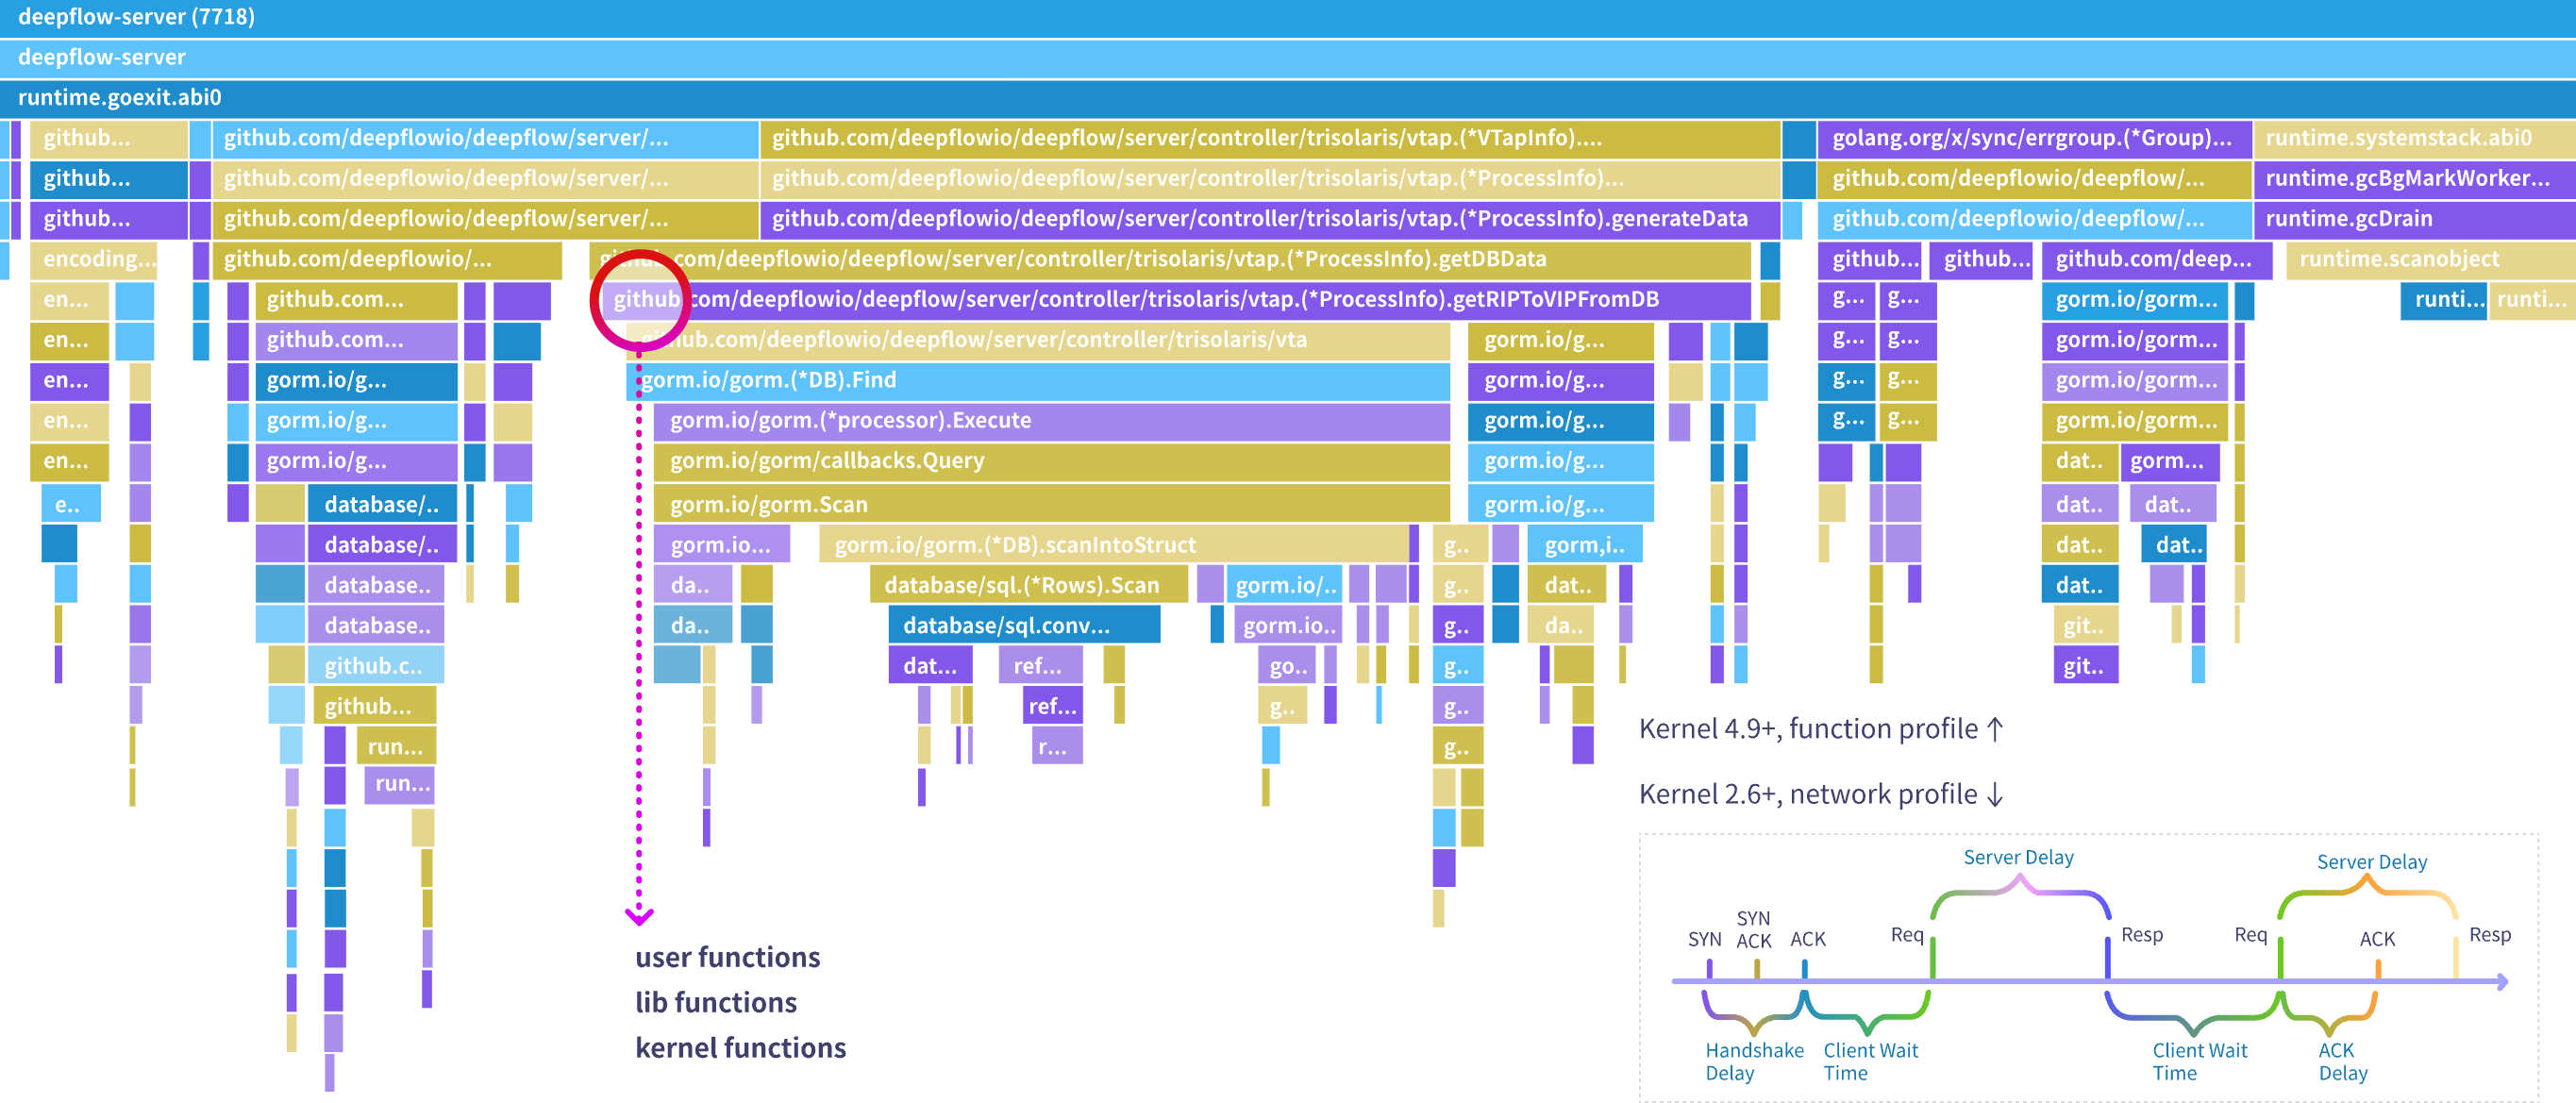 deepflow-server (7718)
deepflow-server
runtime.goexit.abi0
github... github.com/deepflowio/deepflow/server/... github.com/deepflowio/deepflow/server/controller/trisolaris/vtap.(*VTapInfo).... golang.org/x/sync/errgroup.(*Group)... runtime.systemstack.abi0
github... github.com/deepflowio/deepflow/server/... github.com/deepflowio/deepflow/server/controller/trisolaris/vtap.(*ProcessInfo)... github.com/deepflowio/deepflow/... runtime.gcBgMarkWorker...
github... github.com/deepflowio/deepflow/server/... github.com/deepflowio/deepflow/server/controller/trisolaris/vtap.(*ProcessInfo).generateData github.com/deepflowio/deepflow/... runtime.gcDrain
encoding... github.com/deepflowio/... github.com/deepflowio/deepflow/server/controller/trisolaris/vtap.(*ProcessInfo).getDBData github... github... github.com/deep... runtime.scanobject
en... github.com... github.com/deepflowio/deepflow/server/controller/trisolaris/vtap.(*ProcessInfo).getRIPToVIPFromDB g... g... gorm.io/gorm... runti... runti...
en... github.com... github.com/deepflowio/deepflow/server/controller/trisolaris/vta gorm.io/g... g... g... gorm.io/gorm...
en... gorm.io/g... gorm.io/gorm.(*DB).Find gorm.io/g... g... g... gorm.io/gorm...
en... gorm.io/g... gorm.io/gorm.(*processor).Execute gorm.io/g... g... g... gorm.io/gorm...
en... gorm.io/g... gorm.io/gorm/callbacks.Query gorm.io/g... dat.. gorm...
e.. database/.. gorm.io/gorm.Scan gorm.io/g... dat.. dat..
database/.. gorm.io... gorm.io/gorm.(*DB).scanIntoStruct g.. gorm,i.. dat.. dat..
database.. da.. database/sql.(*Rows).Scan gorm.io/.. g.. dat.. dat..
database.. da.. database/sql.conv... gorm.io.. g.. da.. git..
github.c.. dat... ref... go.. g.. git..
github... ref... g.. g..
run... r... g..
run...
Kernel 4.9+, function profile ↑
Kernel 2.6+, network profile ↓
user functions
lib functions
kernel functions
Server Delay Server Delay
SYN SYN ACK ACK Req Resp Req ACK Resp
Handshake Delay Client Wait Time Client Wait Time ACK Delay